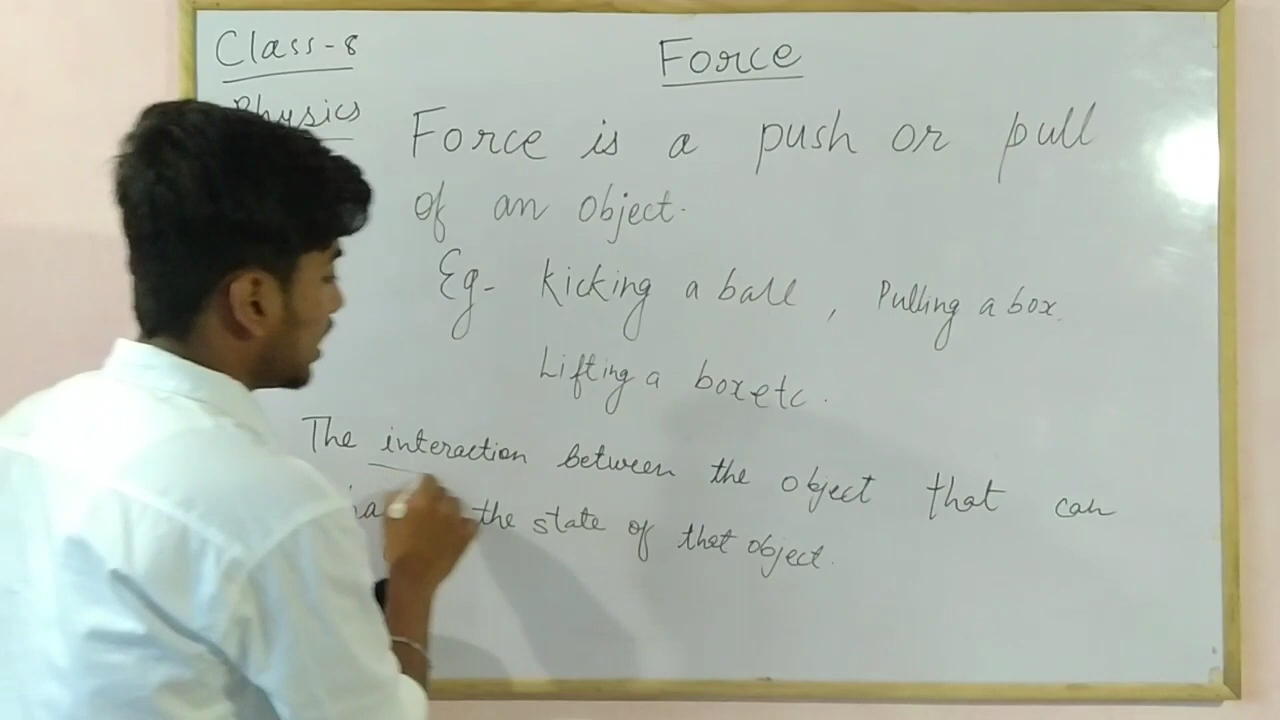 Class-8
Force
Physics
Force is a push or pull
of an object.
Eg- Kicking a ball, Pulling a box.
Lifting a box etc.
The interaction between the object that can
the state of that object.